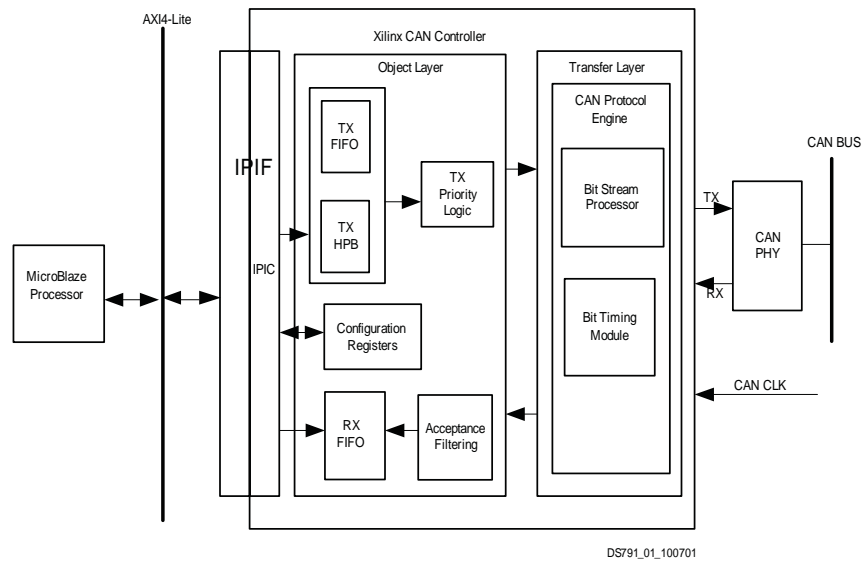 AXI4-Lite
Xilinx CAN Controller
Object Layer
Transfer Layer
TX
FIFO
CAN Protocol
Engine
CAN BUS
IPIF
TX
Priority
Logic
Bit Stream
Processor
TX
CAN
PHY
TX
HPB
IPIC
MicroBlaze
Processor
RX
Configuration
Registers
Bit Timing
Module
CAN CLK
RX
FIFO
Acceptance
Filtering
DS791_01_100701